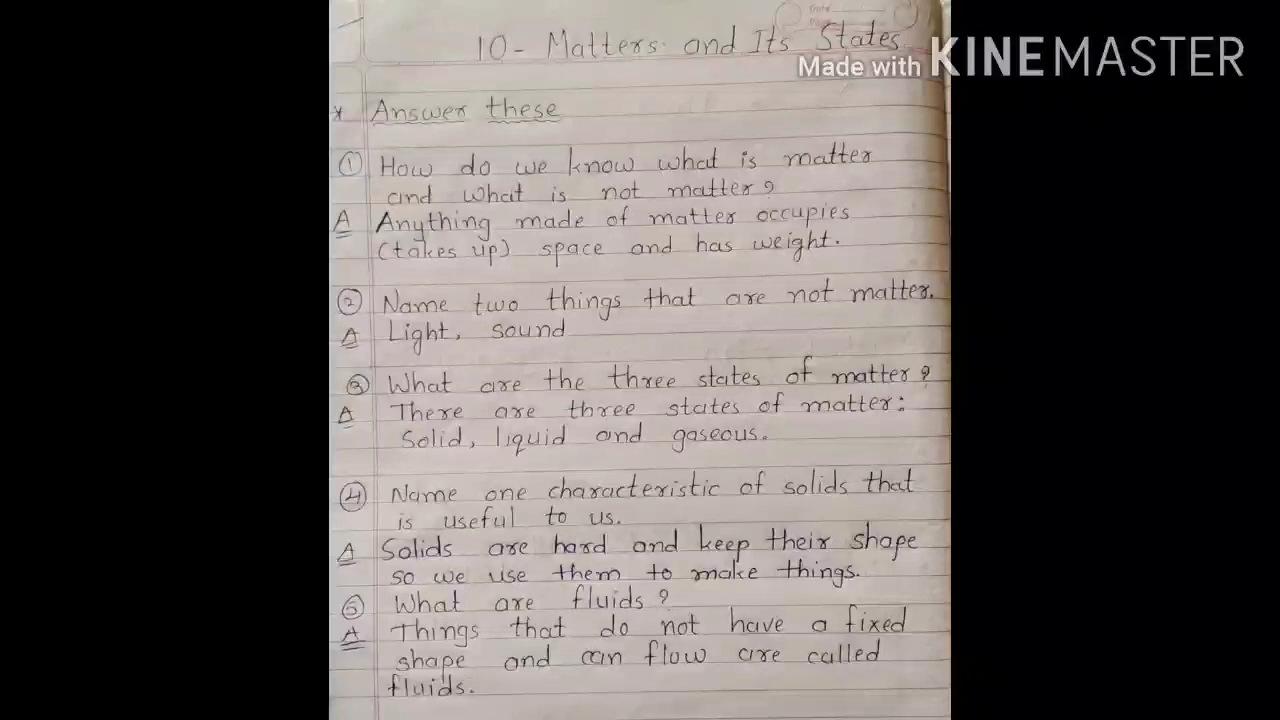 10- Matters and Its States
Made with KINEMASTER
* Answer these
① How do we know what is matter
and what is not matter?
A Anything made of matter occupies
(takes up) space and has weight.
② Name two things that are not matter.
A Light, sound
③ What are the three states of matter?
A There are three states of matter:
Solid, liquid and gaseous.
④ Name one characteristic of solids that
is useful to us.
A Solids are hard and keep their shape
so we use them to make things.
⑤ What are fluids?
A Things that do not have a fixed
shape and can flow are called
fluids.